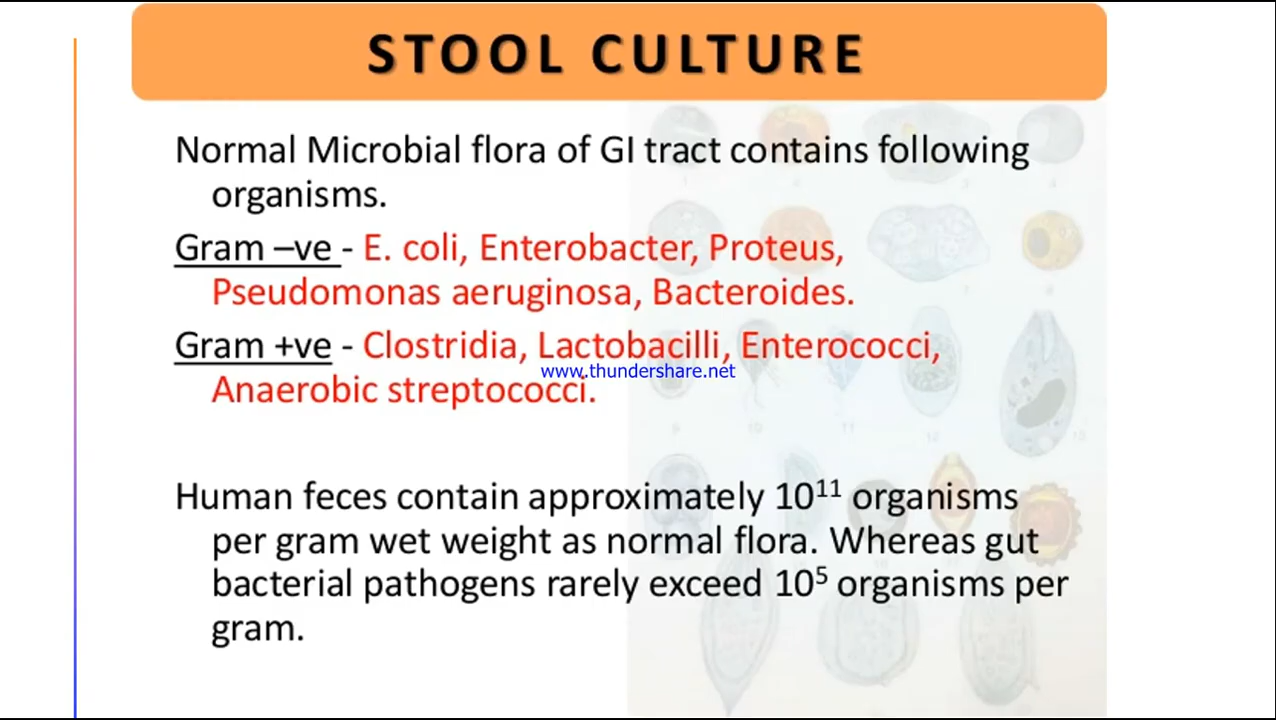 STOOL CULTURE
Normal Microbial flora of GI tract contains following
organisms.
Gram –ve - E. coli, Enterobacter, Proteus,
Pseudomonas aeruginosa, Bacteroides.
Gram +ve - Clostridia, Lactobacilli, Enterococci,
www.thundershare.net
Anaerobic streptococci.
Human feces contain approximately 10¹¹ organisms
per gram wet weight as normal flora. Whereas gut
bacterial pathogens rarely exceed 10⁵ organisms per
gram.